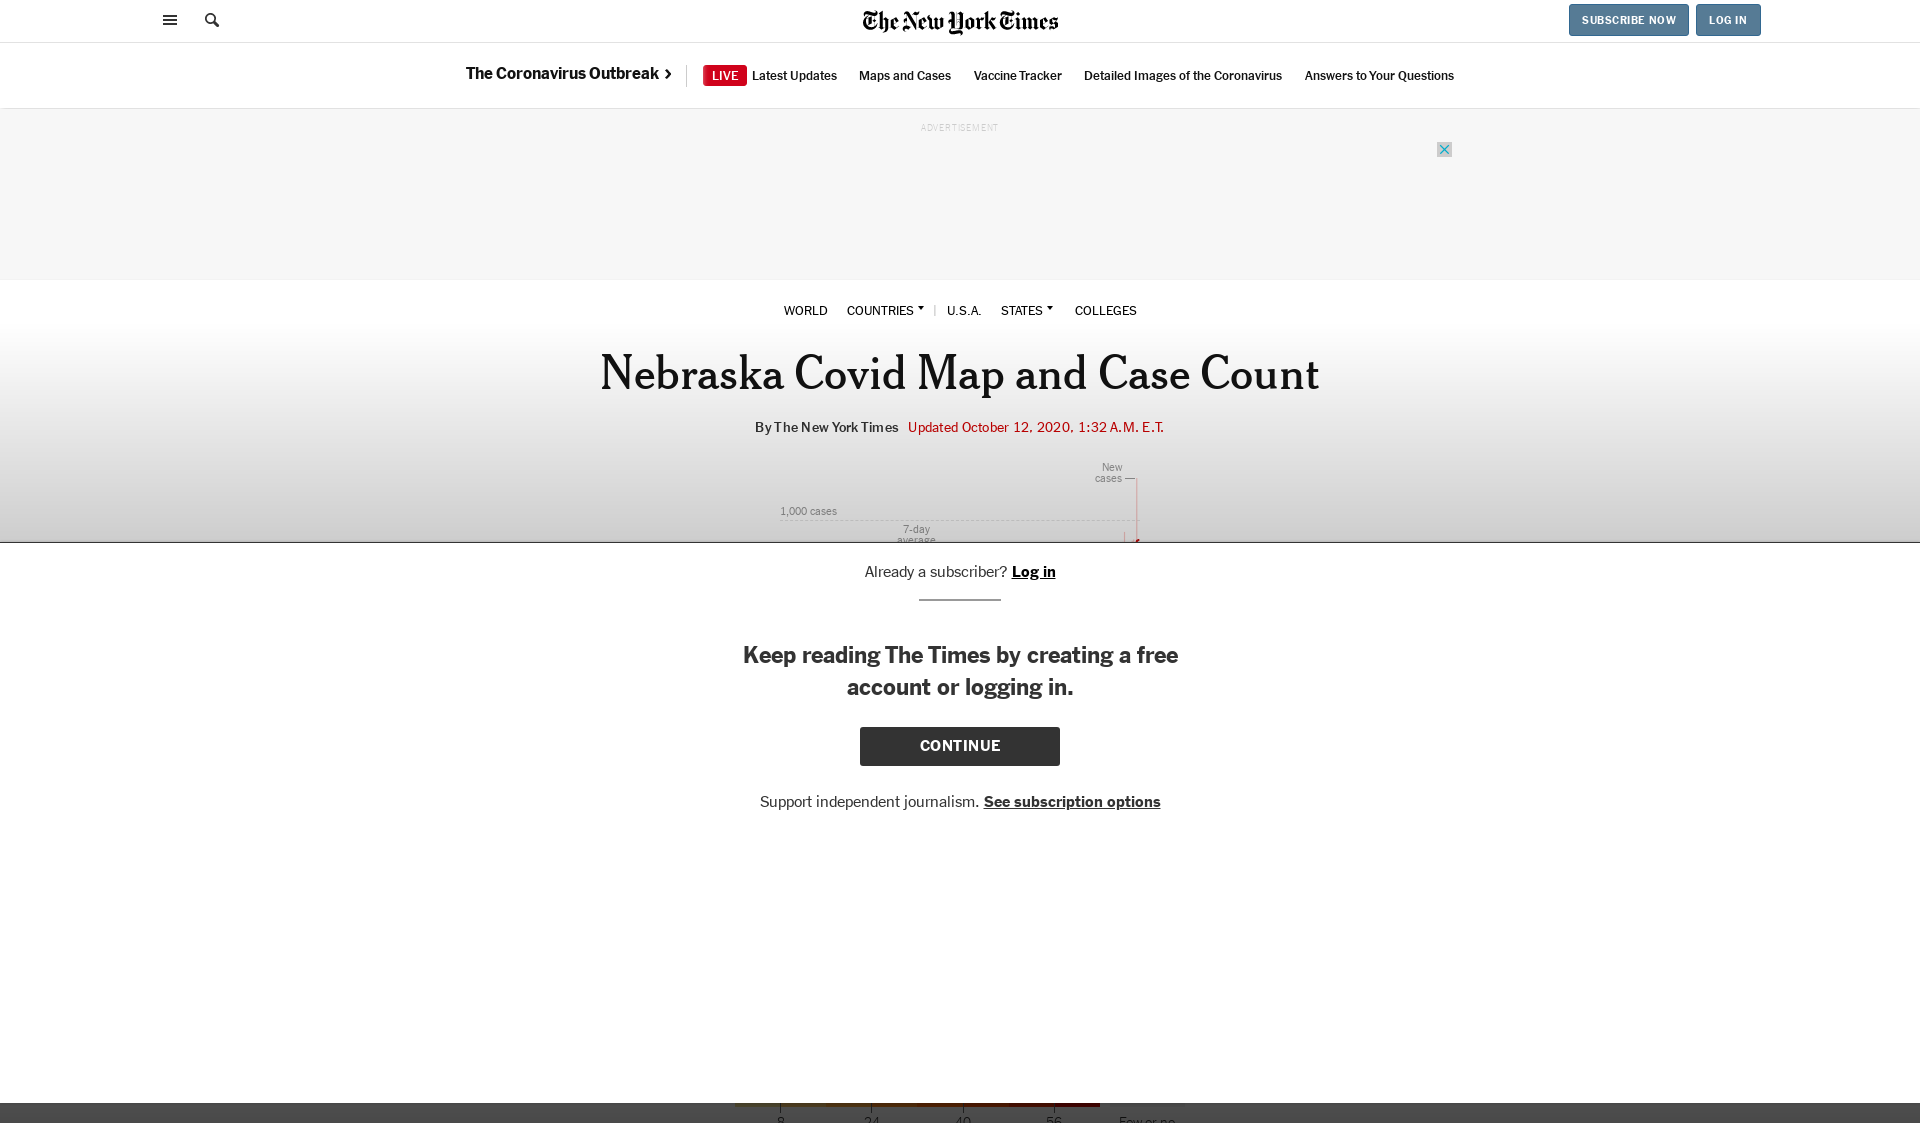 The New York Times
SUBSCRIBE NOW
LOG IN
The Coronavirus Outbreak
LIVE Latest Updates
Maps and Cases
Vaccine Tracker
Detailed Images of the Coronavirus
Answers to Your Questions
ADVERTISEMENT
WORLD COUNTRIES U.S.A. STATES COLLEGES
Nebraska Covid Map and Case Count
By The New York Times Updated October 12, 2020, 1:32 A.M. E.T.
New
cases
1,000 cases
7-day
average
Already a subscriber? Log in
Keep reading The Times by creating a free
account or logging in.
CONTINUE
Support independent journalism. See subscription options
8 24 40 56 Few or no